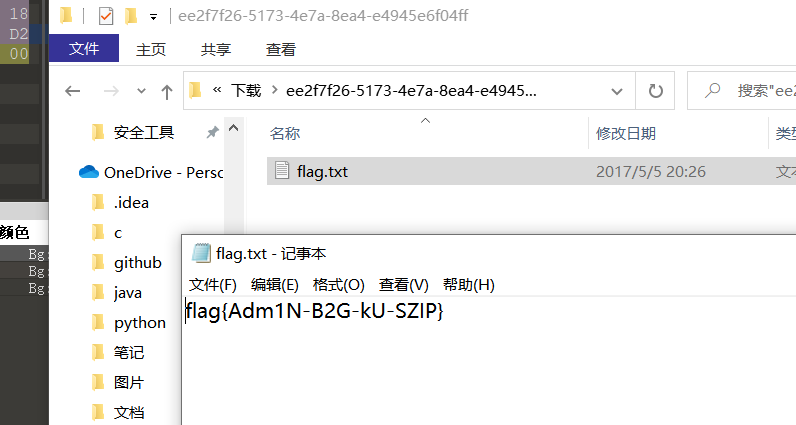 18
D2
00
ee2f7f26-5173-4e7a-8ea4-e4945e6f04ff
文件 主页 共享 查看
« 下载 > ee2f7f26-5173-4e7a-8ea4-e4945...
搜索"ee2
安全工具
名称 修改日期 类型
OneDrive - Perso
flag.txt 2017/5/5 20:26 文本
.idea
c
github
java
python
笔记
图片
文档
颜色
Bg:
Bg:
Bg:
flag.txt - 记事本
文件(F) 编辑(E) 格式(O) 查看(V) 帮助(H)
flag{Adm1N-B2G-kU-SZIP}